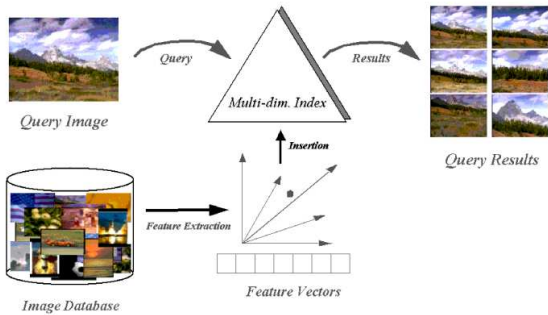 Query
Results
Query Image
Multi-dim. Index
Query Results
Insertion
Feature Extraction
Image Database
Feature Vectors